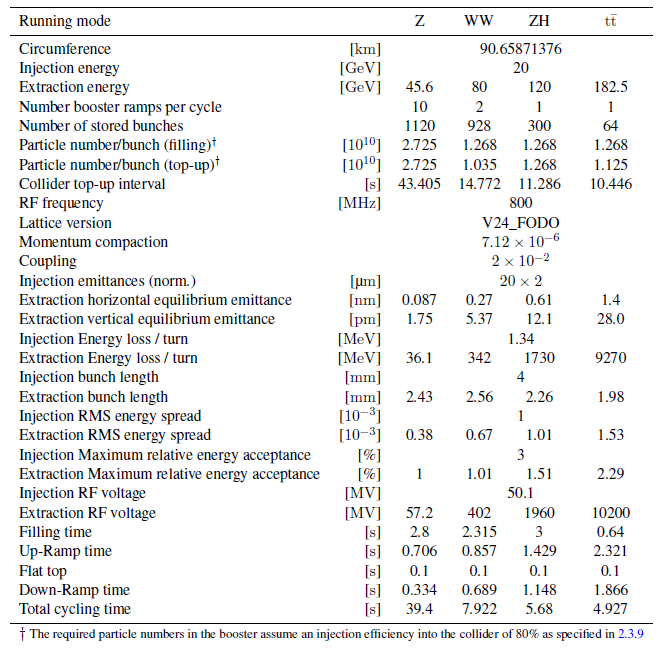 Running mode Z WW ZH tt̄
Circumference [km] 90.65871376
Injection energy [GeV] 20
Extraction energy [GeV] 45.6 80 120 182.5
Number booster ramps per cycle 10 2 1 1
Number of stored bunches 1120 928 300 64
Particle number/bunch (filling)† [10¹⁰] 2.725 1.268 1.268 1.268
Particle number/bunch (top-up)† [10¹⁰] 2.725 1.035 1.268 1.125
Collider top-up interval [s] 43.405 14.772 11.286 10.446
RF frequency [MHz] 800
Lattice version V24_FODO
Momentum compaction 7.12 × 10⁻⁶
Coupling 2 × 10⁻²
Injection emittances (norm.) [µm] 20 × 2
Extraction horizontal equilibrium emittance [nm] 0.087 0.27 0.61 1.4
Extraction vertical equilibrium emittance [pm] 1.75 5.37 12.1 28.0
Injection Energy loss / turn [MeV] 1.34
Extraction Energy loss / turn [MeV] 36.1 342 1730 9270
Injection bunch length [mm] 4
Extraction bunch length [mm] 2.43 2.56 2.26 1.98
Injection RMS energy spread [10⁻³] 1
Extraction RMS energy spread [10⁻³] 0.38 0.67 1.01 1.53
Injection Maximum relative energy acceptance [%] 3
Extraction Maximum relative energy acceptance [%] 1 1.01 1.51 2.29
Injection RF voltage [MV] 50.1
Extraction RF voltage [MV] 57.2 402 1960 10200
Filling time [s] 2.8 2.315 3 0.64
Up-Ramp time [s] 0.706 0.857 1.429 2.321
Flat top [s] 0.1 0.1 0.1 0.1
Down-Ramp time [s] 0.334 0.689 1.148 1.866
Total cycling time [s] 39.4 7.922 5.68 4.927
† The required particle numbers in the booster assume an injection efficiency into the collider of 80% as specified in 2.3.9